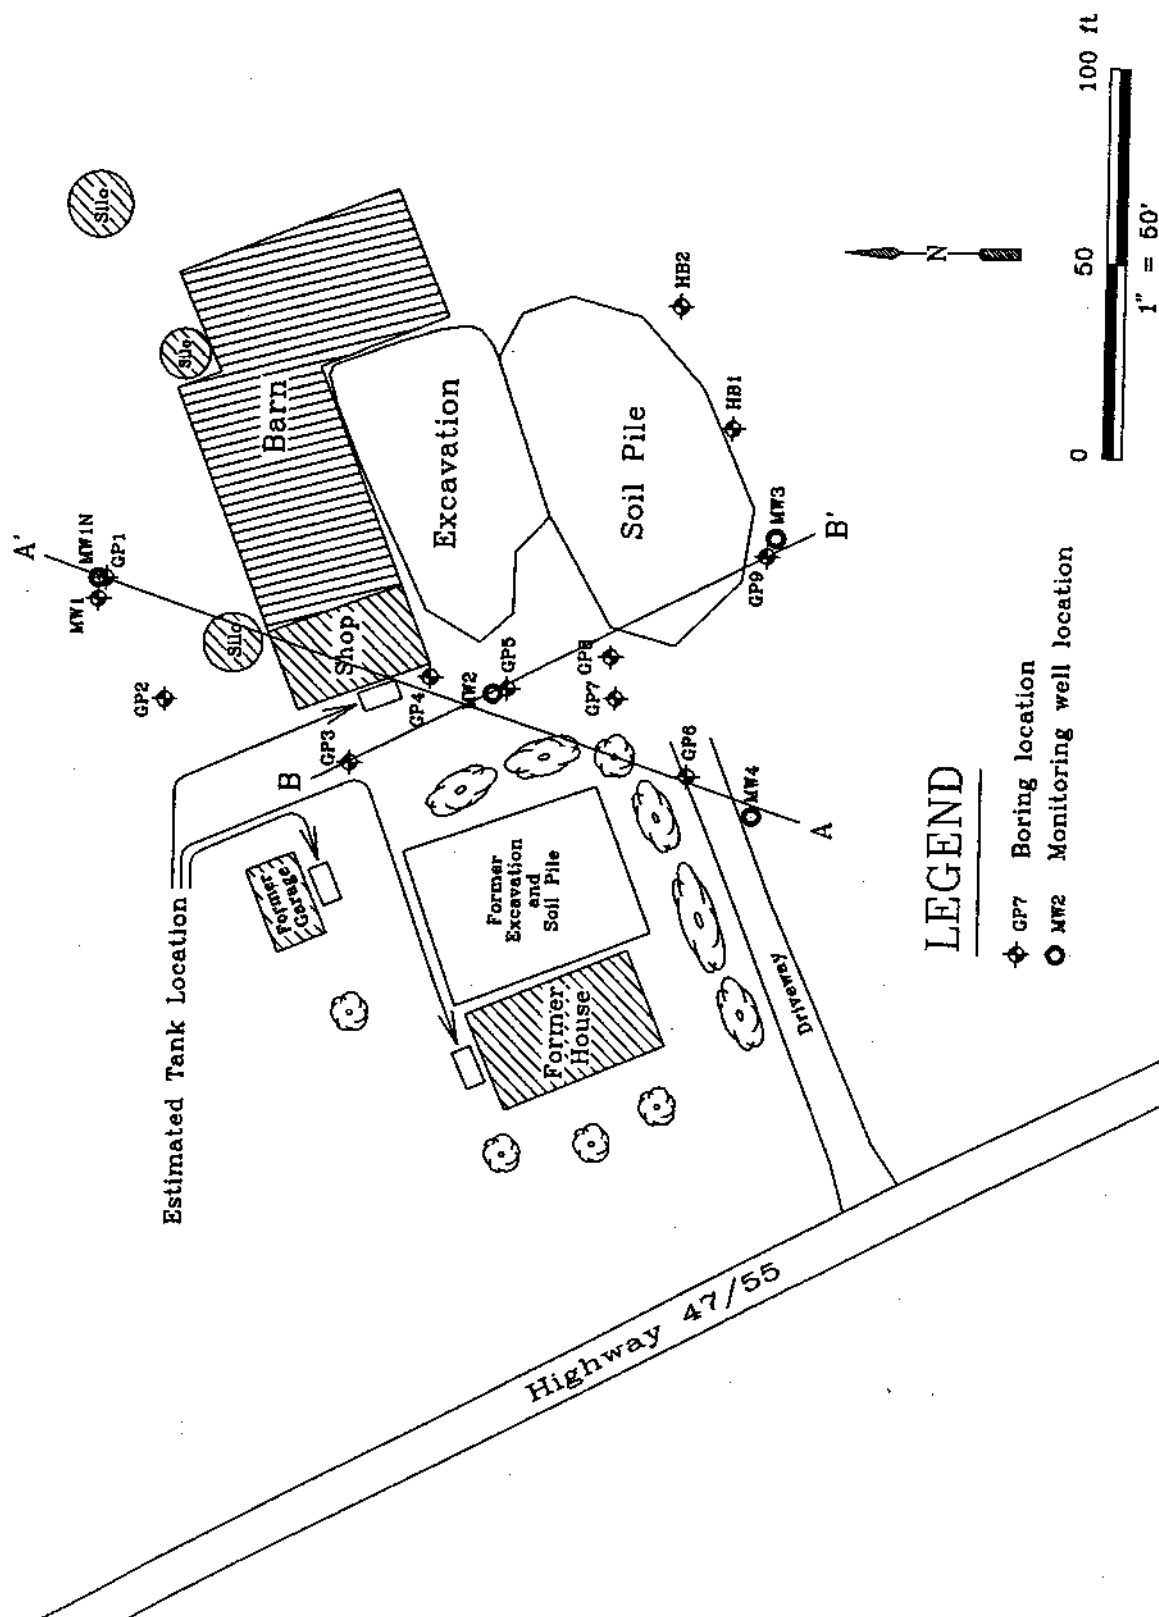 A'
MW1N
MW1
GP1
Silo
GP2
Silo
Silo
Barn
Shop
Estimated Tank Location
B
GP3
GP4
Former
Garage
MW2
GP5
Excavation
GP8
GP7
Soil Pile
HB2
HB1
GP9
MW3
B'
GP6
MW4
A
Former
Excavation
and
Soil Pile
Former
House
Driveway
Highway 47/55
N
LEGEND
GP7 Boring location
MW2 Monitoring well location
0 50 100 ft
1" = 50'